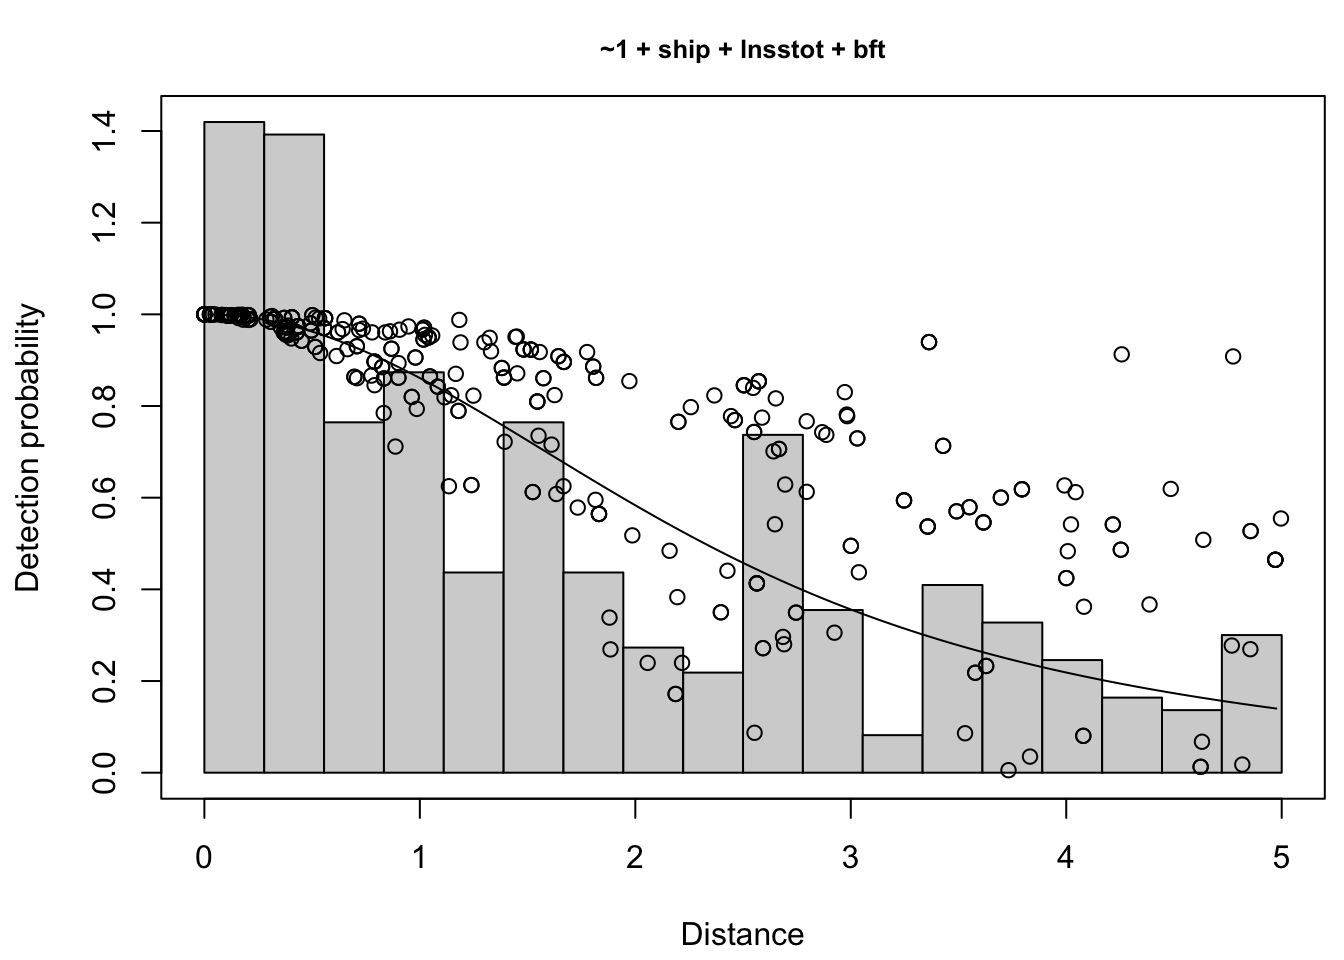 ~1 + ship + lnsstot + bft
Detection probability
1.4
1.2
1.0
0.8
0.6
0.4
0.2
0.0
0 1 2 3 4 5
Distance